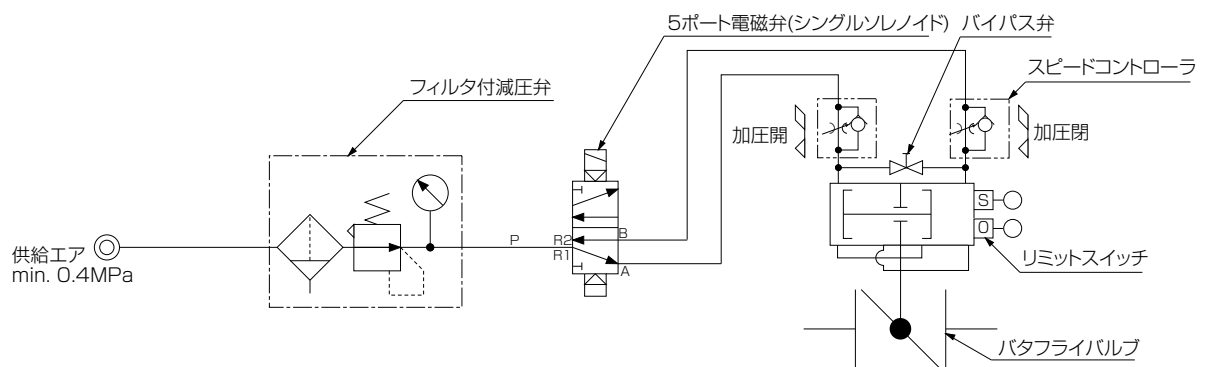 5ポート電磁弁(シングルソレノイド)
バイパス弁
フィルタ付減圧弁
スピードコントローラ
加圧開
加圧閉
供給エア
min. 0.4MPa
P
R2
R1
B
A
S
O
リミットスイッチ
バタフライバルブ